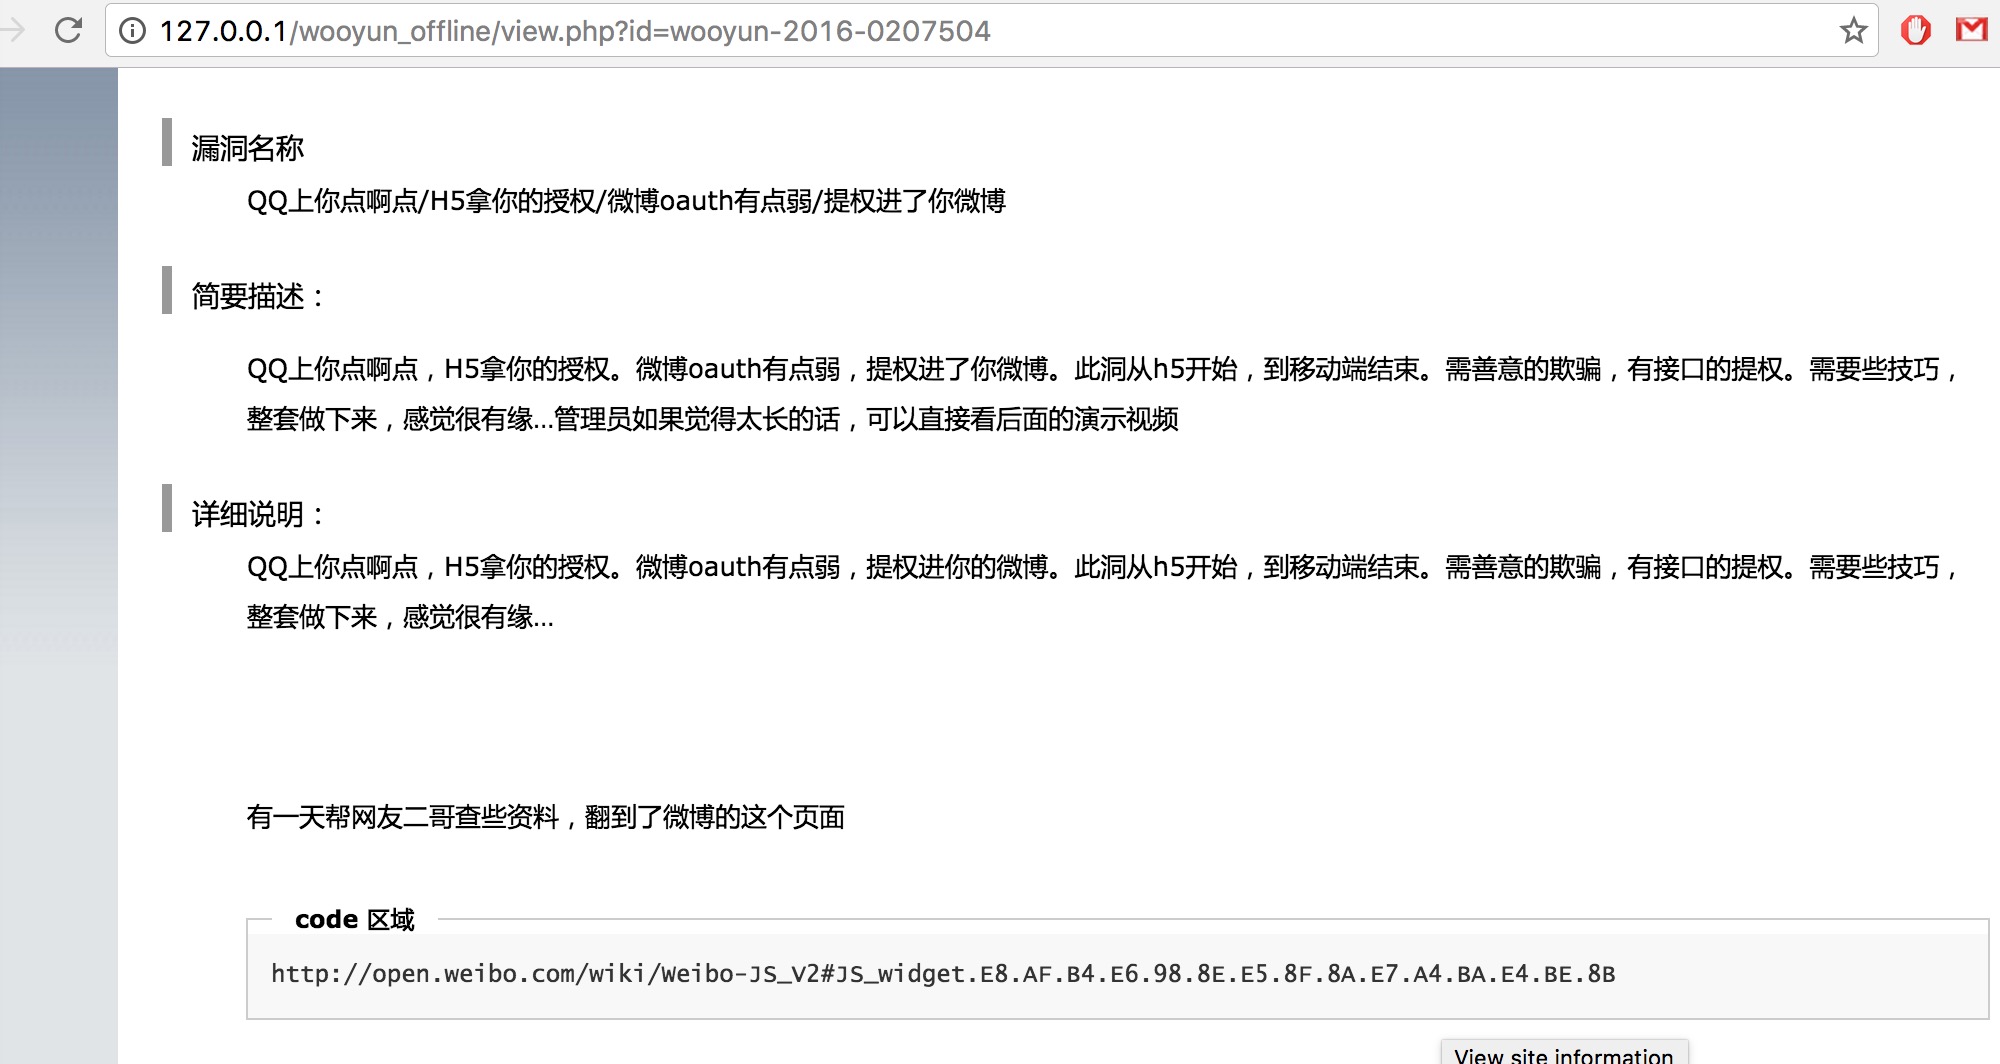 127.0.0.1/wooyun_offline/view.php?id=wooyun-2016-0207504
漏洞名称
QQ上你点啊点/H5拿你的授权/微博oauth有点弱/提权进了你微博
简要描述：
QQ上你点啊点，H5拿你的授权。微博oauth有点弱，提权进了你微博。此洞从h5开始，到移动端结束。需善意的欺骗，有接口的提权。需要些技巧，
整套做下来，感觉很有缘...管理员如果觉得太长的话，可以直接看后面的演示视频
详细说明：
QQ上你点啊点，H5拿你的授权。微博oauth有点弱，提权进你的微博。此洞从h5开始，到移动端结束。需善意的欺骗，有接口的提权。需要些技巧，
整套做下来，感觉很有缘...
有一天帮网友二哥查些资料，翻到了微博的这个页面
code 区域
http://open.weibo.com/wiki/Weibo-JS_V2#JS_widget.E8.AF.B4.E6.98.8E.E5.8F.8A.E7.A4.BA.E4.BE.8B
View site information